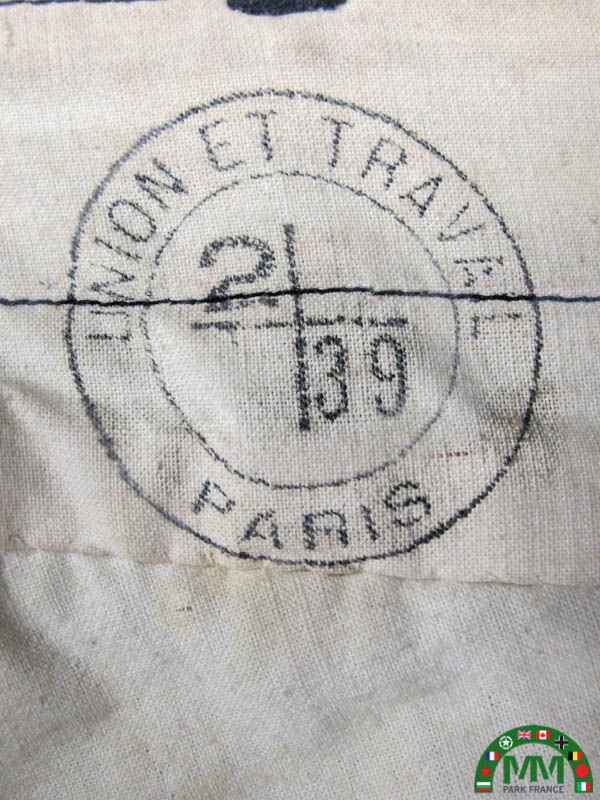 UNION ET TRAVAIL
2
39
PARIS
MM
PARK FRANCE